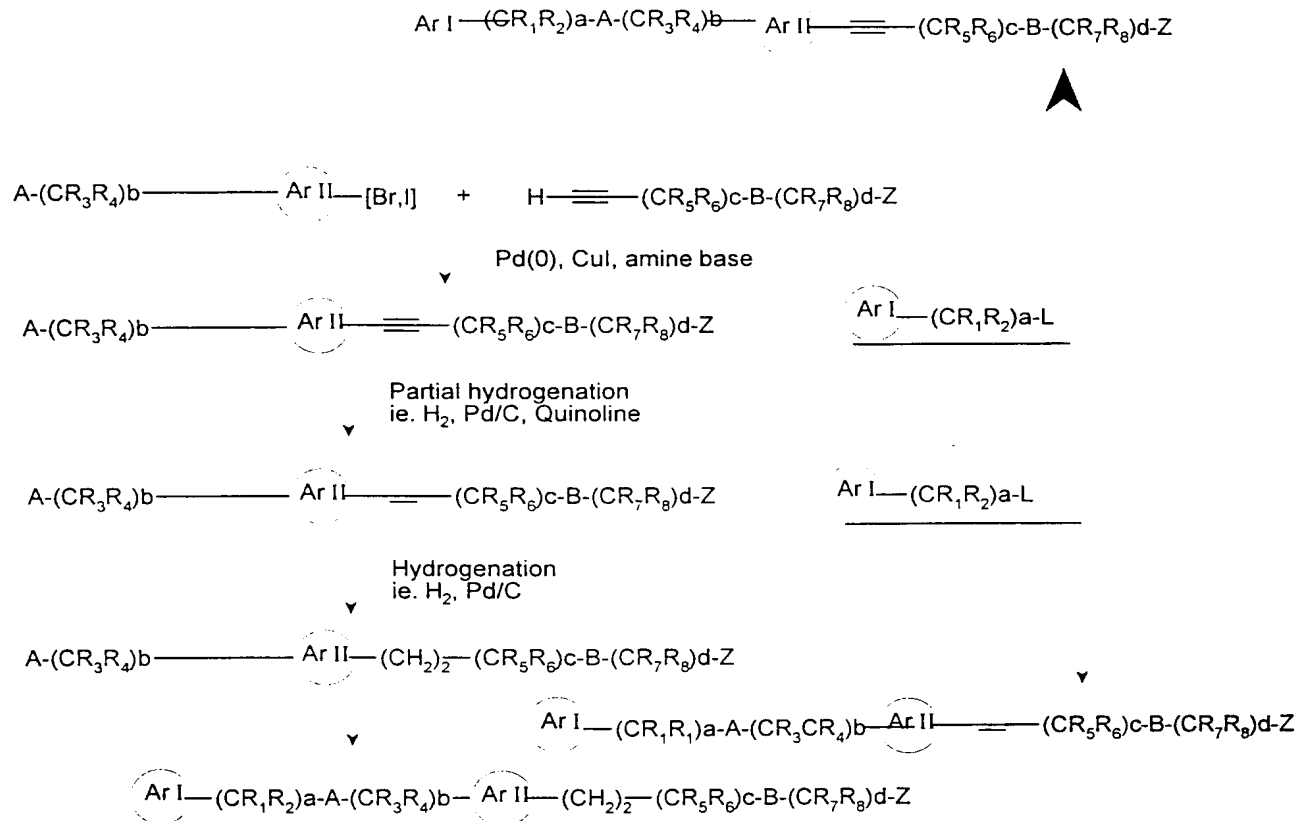 Ar I—(CR₁R₂)a-A-(CR₃R₄)b—Ar II—≡—(CR₅R₆)c-B-(CR₇R₈)d-Z
A-(CR₃R₄)b—Ar II—[Br,I] + H—≡—(CR₅R₆)c-B-(CR₇R₈)d-Z
Pd(0), CuI, amine base
A-(CR₃R₄)b—Ar II—≡—(CR₅R₆)c-B-(CR₇R₈)d-Z
Ar I—(CR₁R₂)a-L
Partial hydrogenation
ie. H₂, Pd/C, Quinoline
A-(CR₃R₄)b—Ar II—=—(CR₅R₆)c-B-(CR₇R₈)d-Z
Ar I—(CR₁R₂)a-L
Hydrogenation
ie. H₂, Pd/C
A-(CR₃R₄)b—Ar II—(CH₂)₂—(CR₅R₆)c-B-(CR₇R₈)d-Z
Ar I—(CR₁R₁)a-A-(CR₃CR₄)b—Ar II—=—(CR₅R₆)c-B-(CR₇R₈)d-Z
Ar I—(CR₁R₂)a-A-(CR₃R₄)b—Ar II—(CH₂)₂—(CR₅R₆)c-B-(CR₇R₈)d-Z